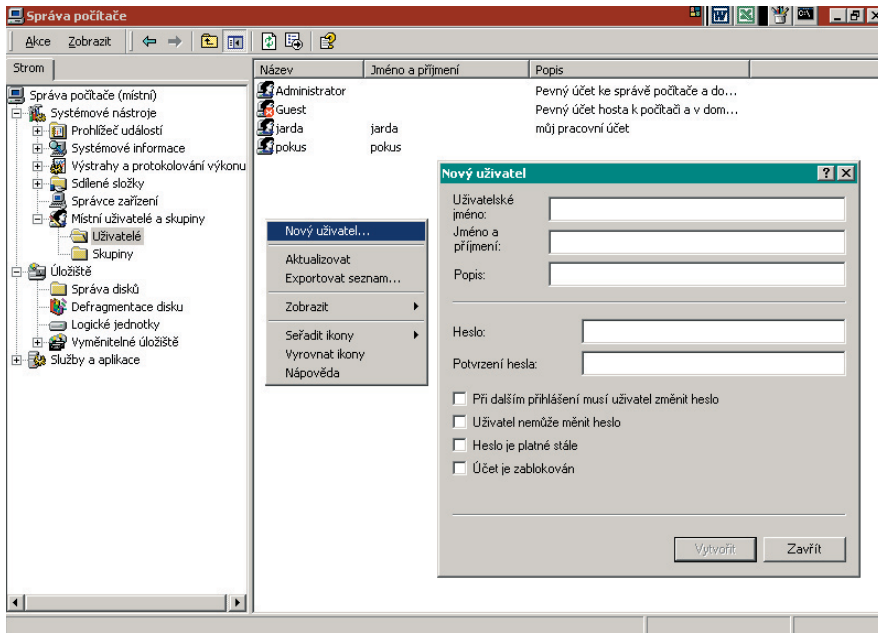 Správa počítače
Akce Zobrazit
Strom
Správa počítače (místní)
Systémové nástroje
Prohlížeč událostí
Systémové informace
Výstrahy a protokolování výkonu
Sdílené složky
Správce zařízení
Místní uživatelé a skupiny
Uživatelé
Skupiny
Úložiště
Správa disků
Defragmentace disku
Logické jednotky
Vyměnitelné úložiště
Služby a aplikace
Název Jméno a příjmení Popis
Administrator Pevný účet ke správě počítače a do...
Guest Pevný účet hosta k počítači a v dom...
jarda jarda můj pracovní účet
pokus pokus
Nový uživatel...
Aktualizovat
Exportovat seznam...
Zobrazit
Seřadit ikony
Vyrovnat ikony
Nápověda
Nový uživatel
Uživatelské
jméno:
Jméno a
příjmení:
Popis:
Heslo:
Potvrzení hesla:
Při dalším přihlášení musí uživatel změnit heslo
Uživatel nemůže měnit heslo
Heslo je platné stále
Účet je zablokován
Vytvořit Zavřít